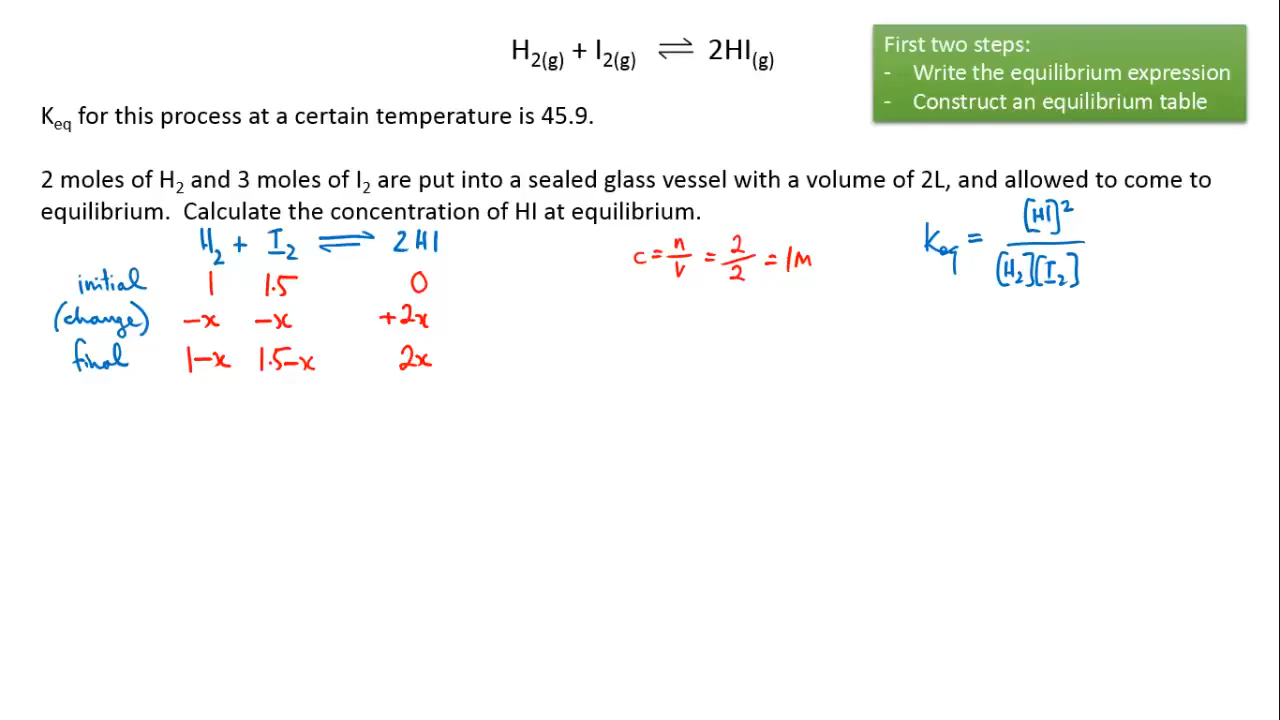 H2(g) + I2(g) ⇌ 2HI(g)
First two steps:
- Write the equilibrium expression
- Construct an equilibrium table
Keq for this process at a certain temperature is 45.9.
2 moles of H2 and 3 moles of I2 are put into a sealed glass vessel with a volume of 2L, and allowed to come to
equilibrium. Calculate the concentration of HI at equilibrium.
H2 + I2 ⇌ 2HI
initial 1 1.5 0
(change) -x -x +2x
final 1-x 1.5-x 2x
c = n/v = 2/2 = 1M
Keq = [HI]²/[H2][I2]